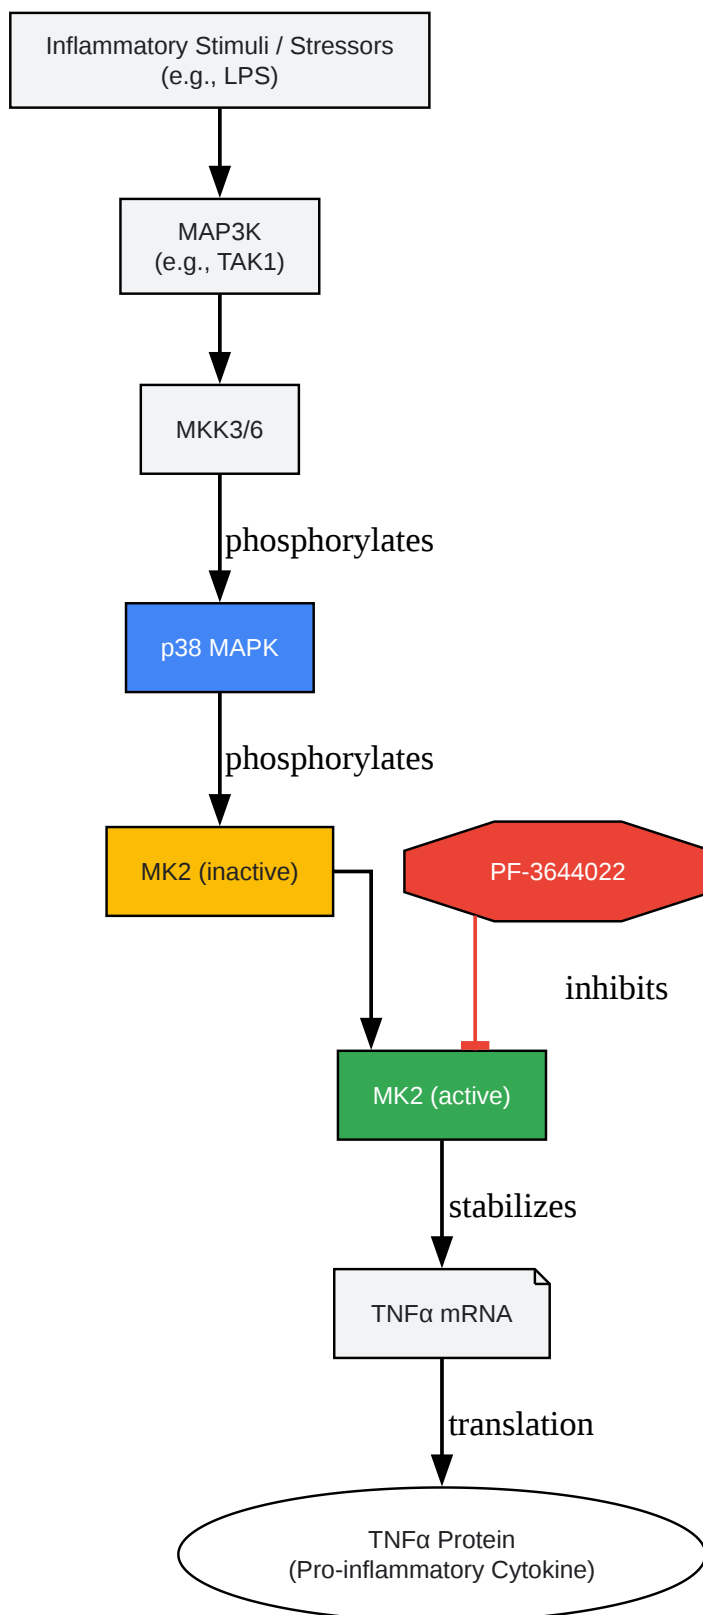 Inflammatory Stimuli / Stressors
(e.g., LPS)
MAP3K
(e.g., TAK1)
MKK3/6
phosphorylates
p38 MAPK
phosphorylates
MK2 (inactive)
PF-3644022
inhibits
MK2 (active)
stabilizes
TNFα mRNA
translation
TNFα Protein
(Pro-inflammatory Cytokine)